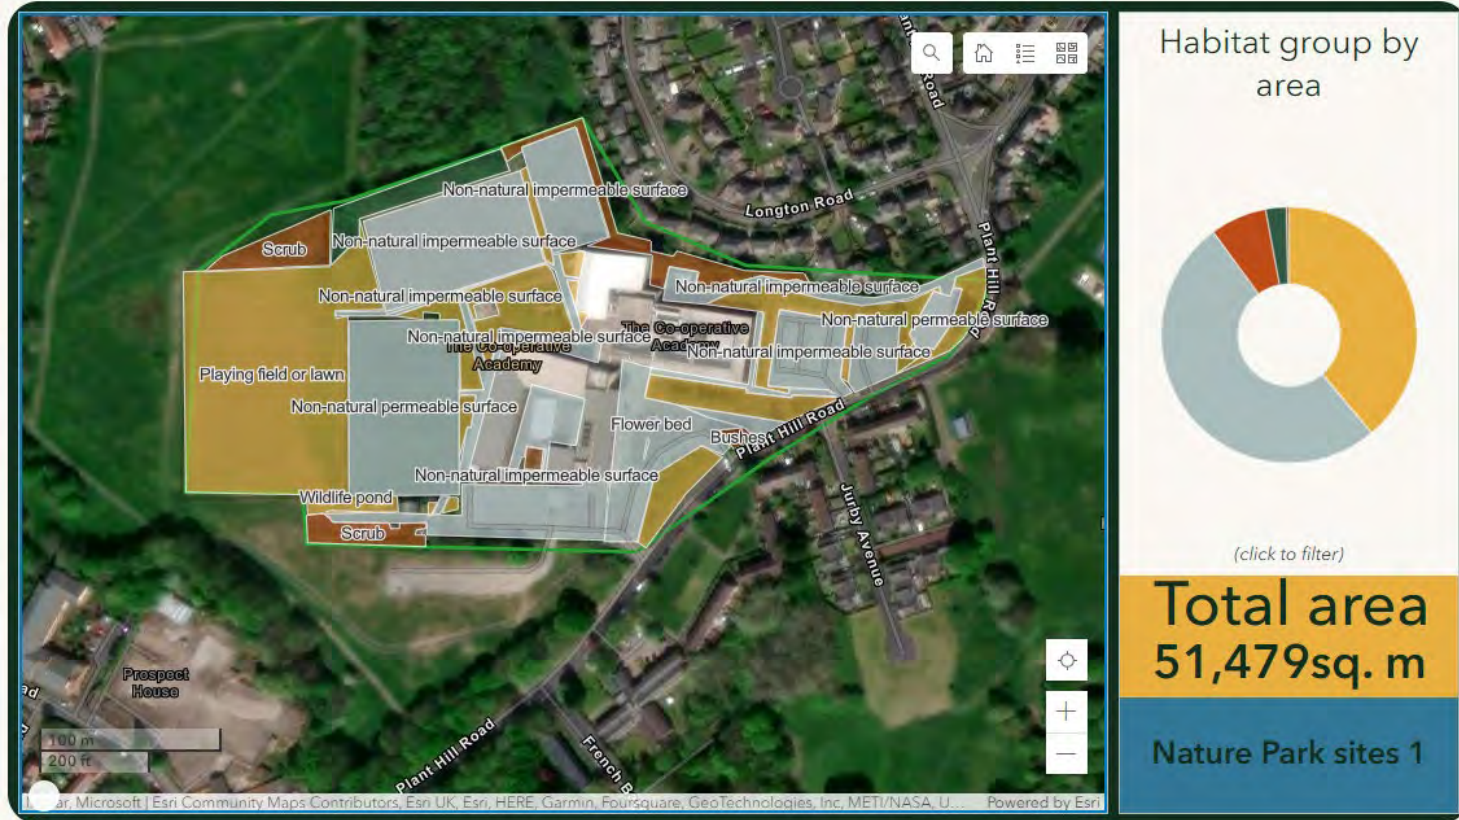 Road
Longton Road
Plant Hill Road
Non-natural impermeable surface
Scrub
Non-natural impermeable surface
Non-natural impermeable surface
Non-natural impermeable surface
Non-natural permeable surface
The Co-operative
Academy
Non-natural impermeable surface
The Co-operative
Academy
Non-natural impermeable surface
Playing field or lawn
Non-natural permeable surface
Flower bed
Bushes
Plant Hill Road
Non-natural impermeable surface
Wildlife pond
Scrub
Jurby Avenue
Prospect
House
Plant Hill Road
French B
100 m
200 ft
Microsoft | Esri Community Maps Contributors, Esri UK, Esri, HERE, Garmin, Foursquare, GeoTechnologies, Inc, METI/NASA, U...
Powered by Esri
Habitat group by
area
(click to filter)
Total area
51,479sq. m
Nature Park sites 1